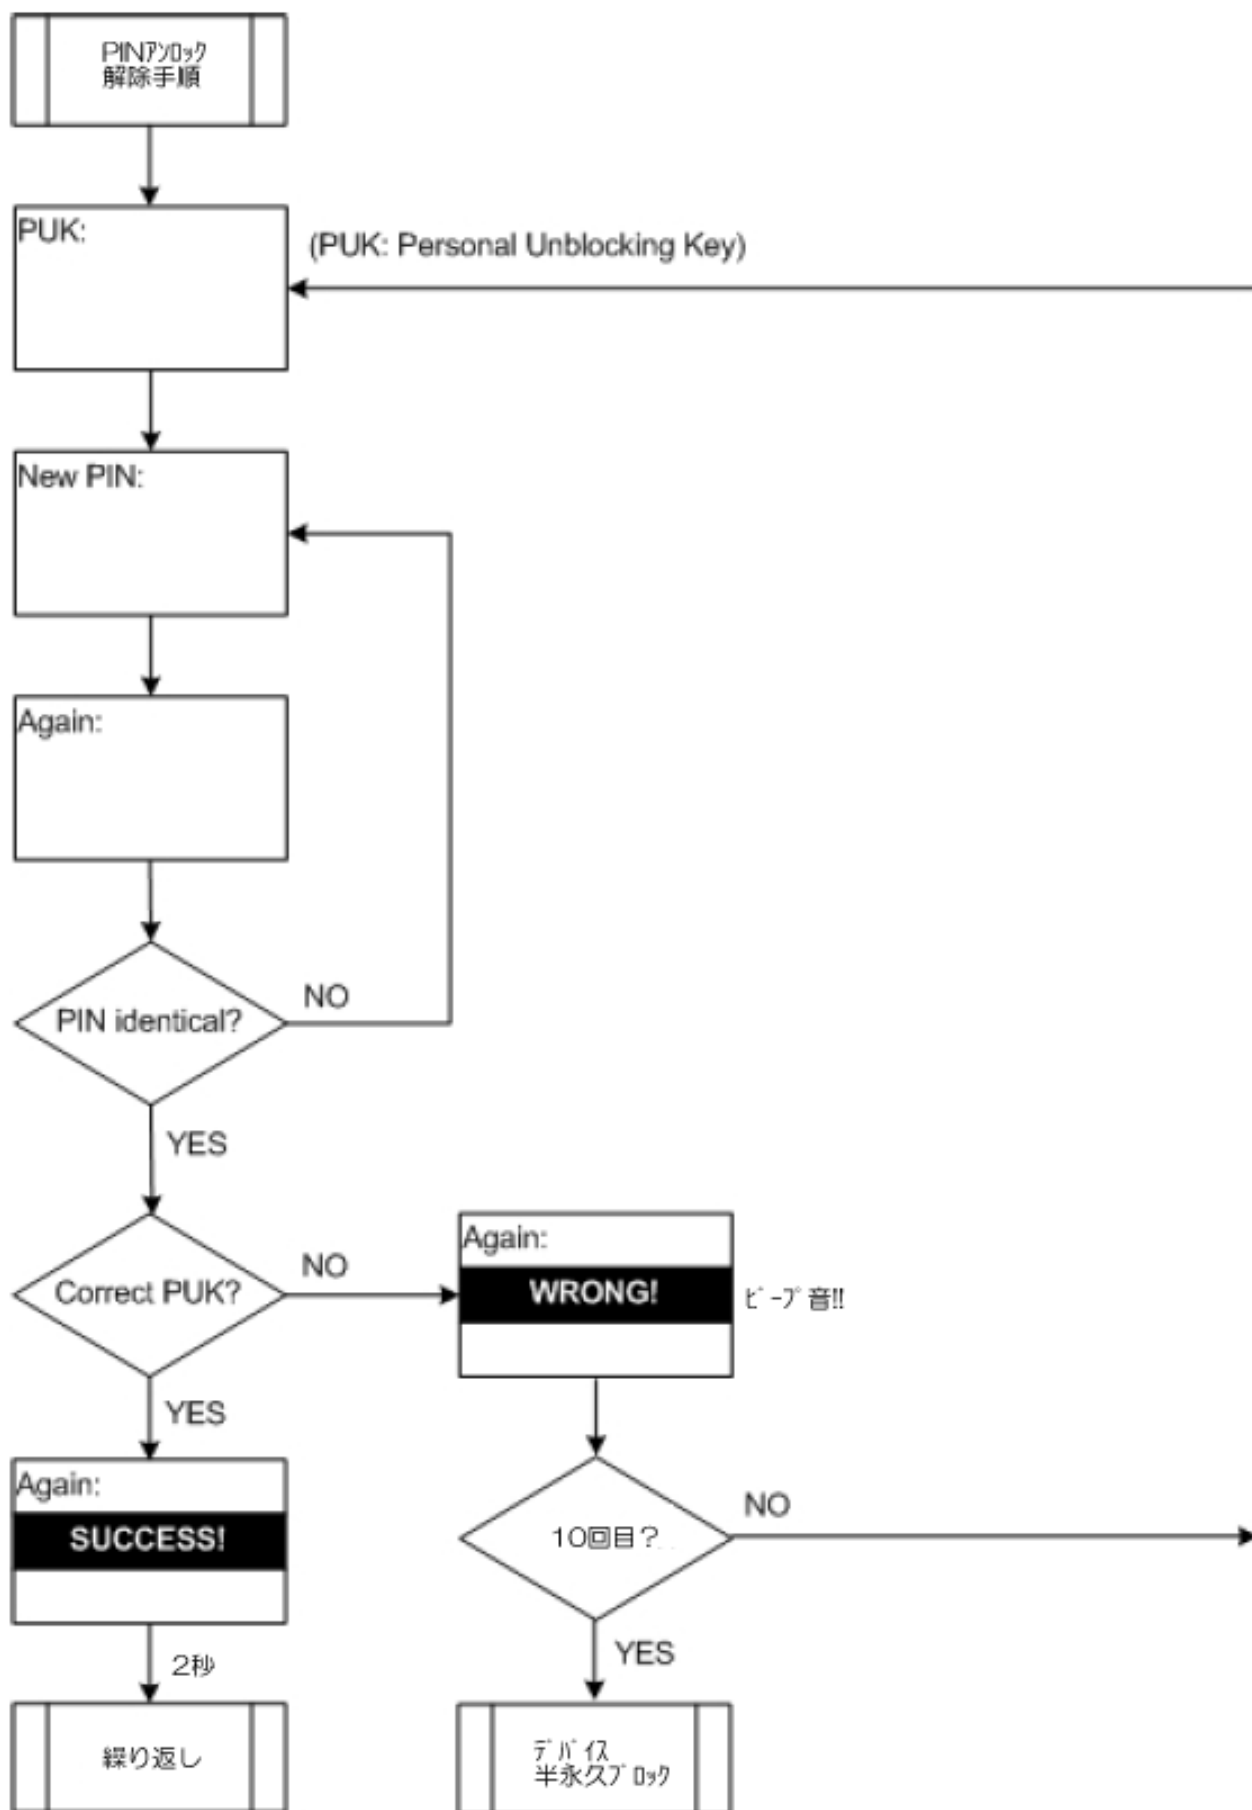 PINｱﾝﾛｯｸ
解除手順
PUK:
(PUK: Personal Unblocking Key)
New PIN:
Again:
PIN identical?
NO
YES
Correct PUK?
NO
Again:
WRONG!
ﾋﾞｰﾌﾟ音!!
YES
Again:
SUCCESS!
10回目？
NO
2秒
YES
繰り返し
ﾃﾞﾊﾞｲｽ
半永久ﾌﾞﾛｯｸ